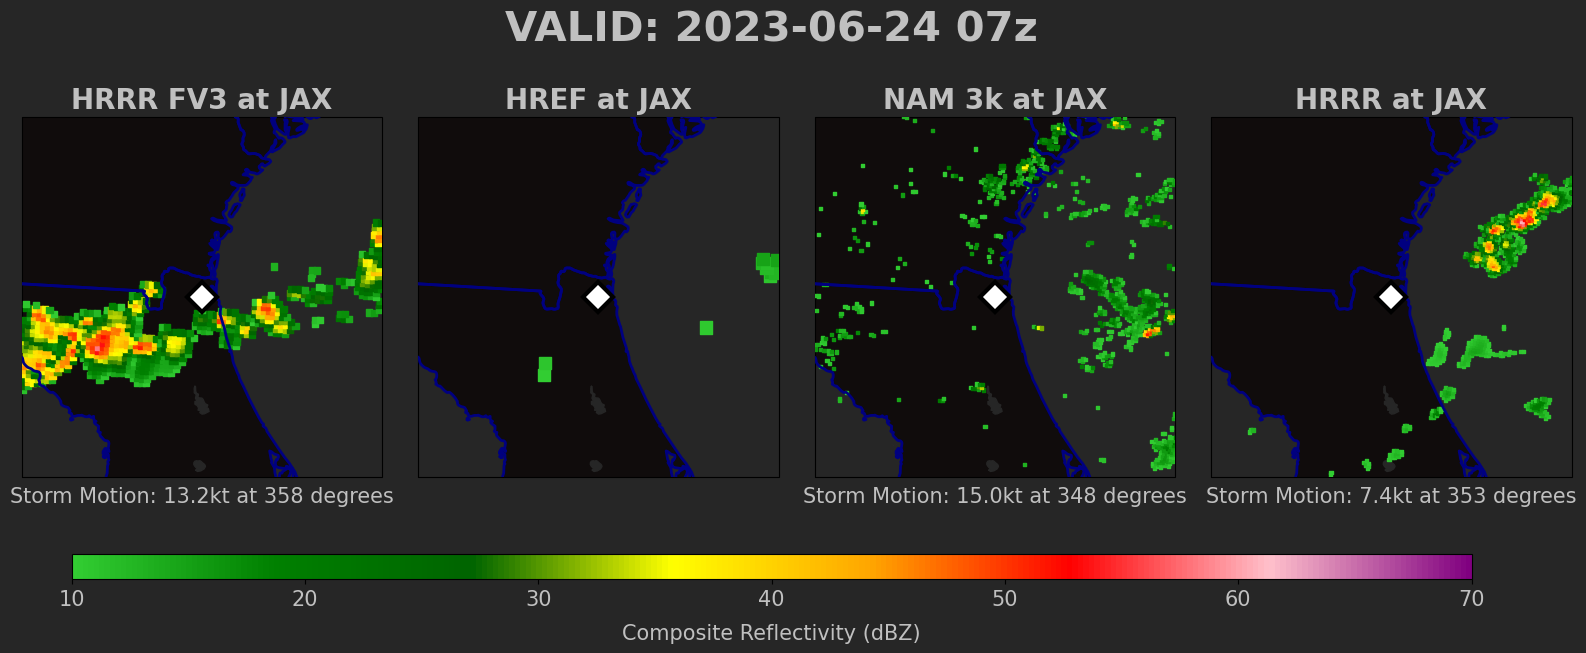 VALID: 2023-06-24 07z
HRRR FV3 at JAX
HREF at JAX
NAM 3k at JAX
HRRR at JAX
Storm Motion: 13.2kt at 358 degrees
Storm Motion: 15.0kt at 348 degrees
Storm Motion: 7.4kt at 353 degrees
10 20 30 40 50 60 70
Composite Reflectivity (dBZ)